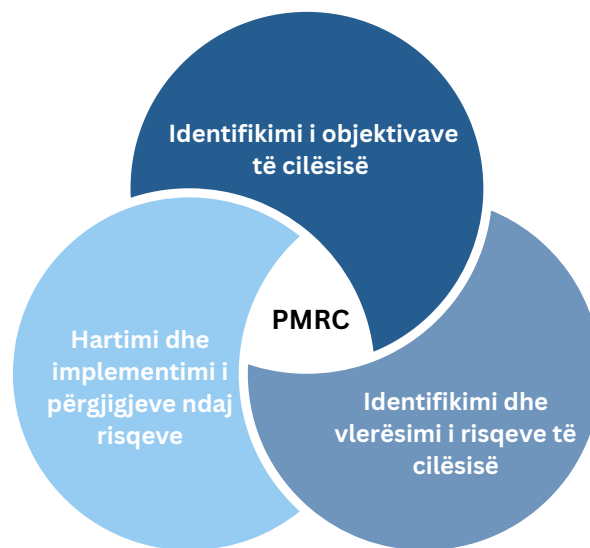 Identifikimi i objektivave
të cilësisë
PMRC
Hartimi dhe
implementimi i
përgjigjeve ndaj
risqeve
Identifikimi dhe
vlerësimi i risqeve të
cilësisë